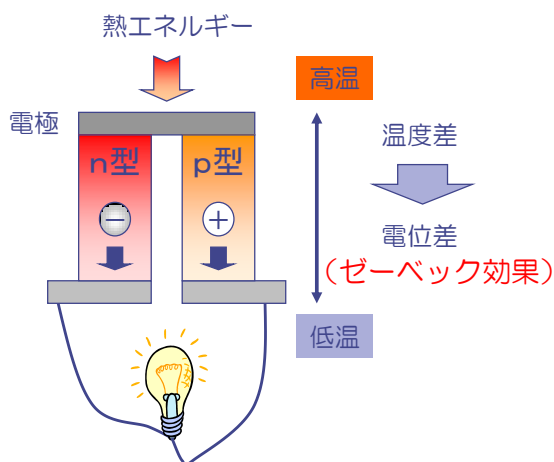 熱エネルギー
高温
電極
n型
p型
温度差
−
+
電位差
(ゼーベック効果)
低温